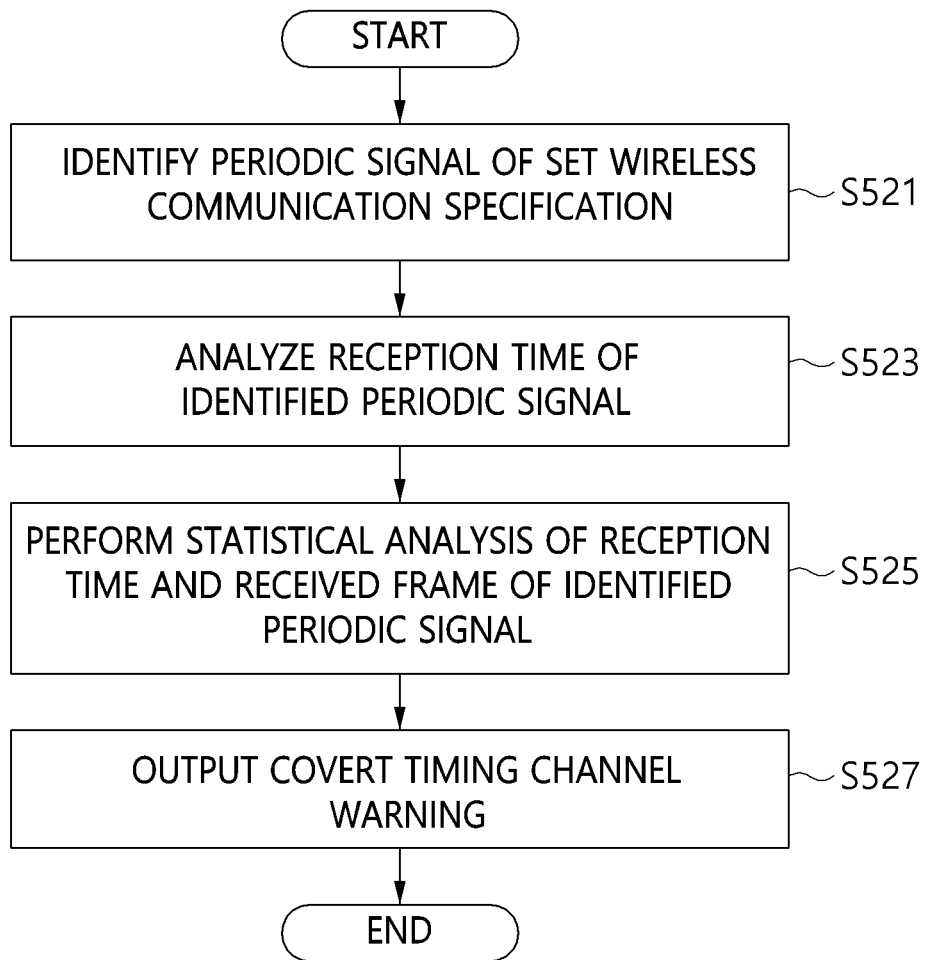 START
IDENTIFY PERIODIC SIGNAL OF SET WIRELESS
COMMUNICATION SPECIFICATION
S521
ANALYZE RECEPTION TIME OF
IDENTIFIED PERIODIC SIGNAL
S523
PERFORM STATISTICAL ANALYSIS OF RECEPTION
TIME AND RECEIVED FRAME OF IDENTIFIED
PERIODIC SIGNAL
S525
OUTPUT COVERT TIMING CHANNEL
WARNING
S527
END